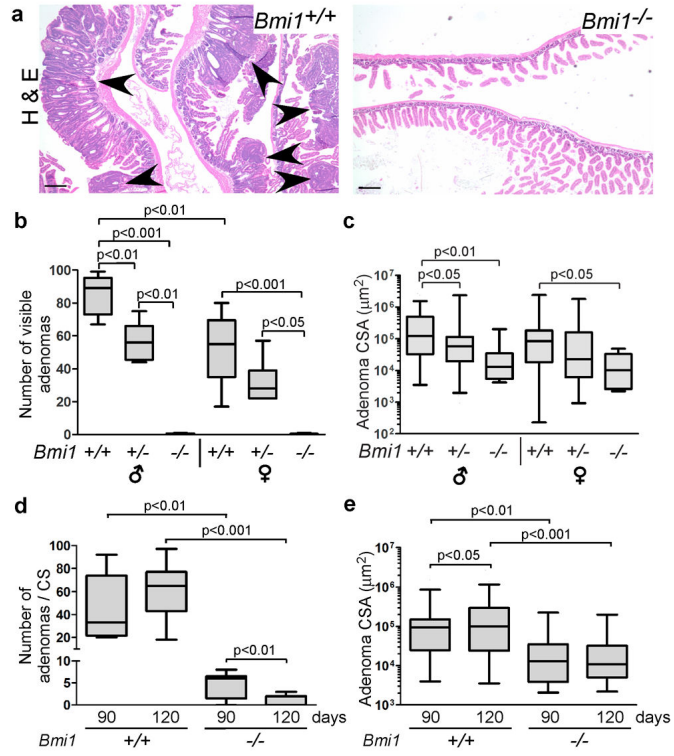 a
Bmi1+/+
Bmi1-/-
H & E
b
p<0.01
p<0.001
p<0.01
p<0.01
p<0.001
p<0.05
Number of visible adenomas
100
80
60
40
20
0
Bmi1 +/+ +/- -/- +/+ +/- -/-
♂ ♀
c
p<0.01
p<0.05
p<0.05
Adenoma CSA (µm²)
10⁷
10⁶
10⁵
10⁴
10³
10²
Bmi1 +/+ +/- -/- +/+ +/- -/-
♂ ♀
d
p<0.01
p<0.001
p<0.01
Number of adenomas / CS
100
80
60
40
20
10
5
0
90 120 90 120 days
Bmi1 +/+ -/-
e
p<0.01
p<0.05
p<0.001
Adenoma CSA (µm²)
10⁷
10⁶
10⁵
10⁴
10³
90 120 90 120 days
Bmi1 +/+ -/-